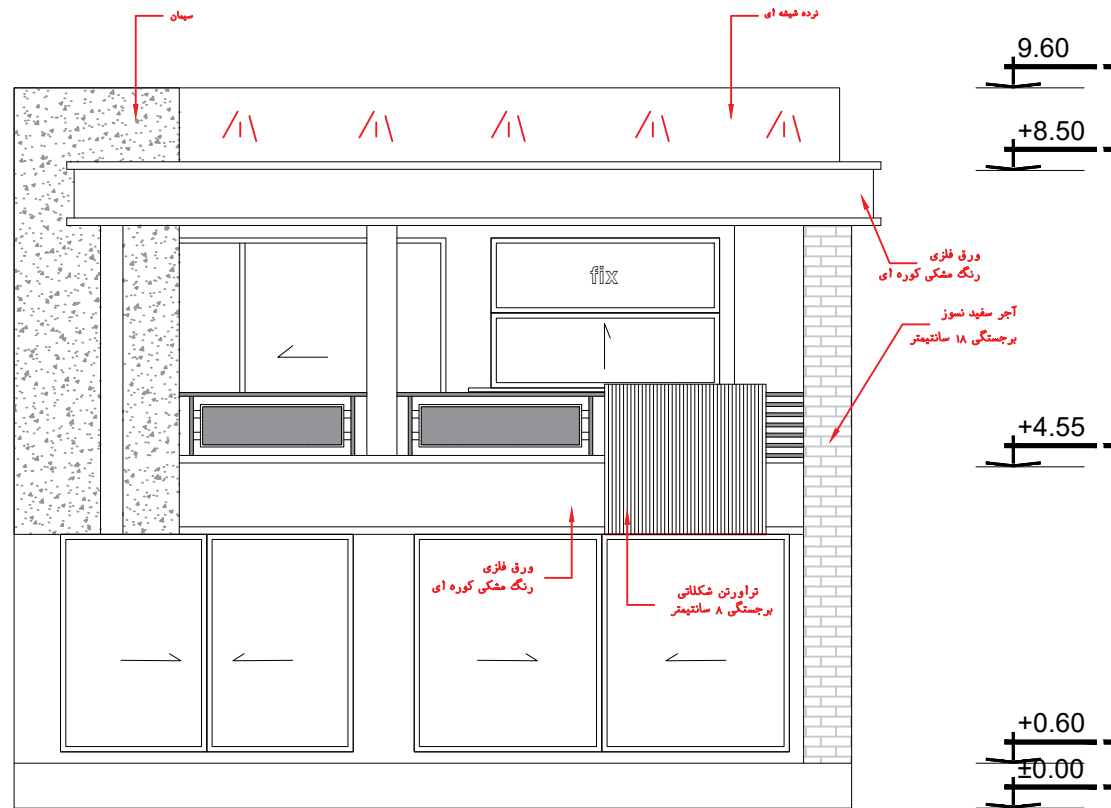 سیمان
نرده شیشه ای
9.60
+8.50
ورق فلزی
رنگ مشکی کوره ای
fix
آجر سفید نسوز
برجستگی ۱۸ سانتیمتر
+4.55
ورق فلزی
رنگ مشکی کوره ای
تراورتن شکلاتی
برجستگی ۸ سانتیمتر
+0.60
±0.00